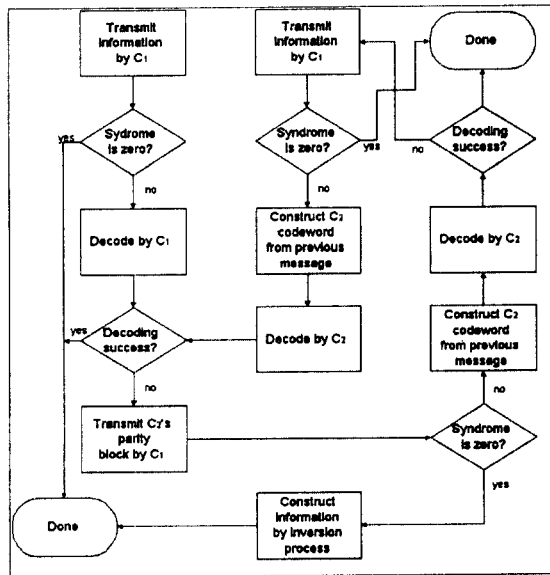 Transmit
information
by C1
Sydrome
is zero?
yes
no
Decode by C1
Decoding
success?
yes
no
Transmit C2's
parity
block by C1
Done
Transmit
information
by C1
Syndrome
is zero?
yes
no
Construct C2
codeword
from previous
message
Decode by C2
Done
Decoding
success?
no
Decode by C2
Construct C2
codeword
from previous
message
no
Syndrome
is zero?
yes
Construct
information
by inversion
process